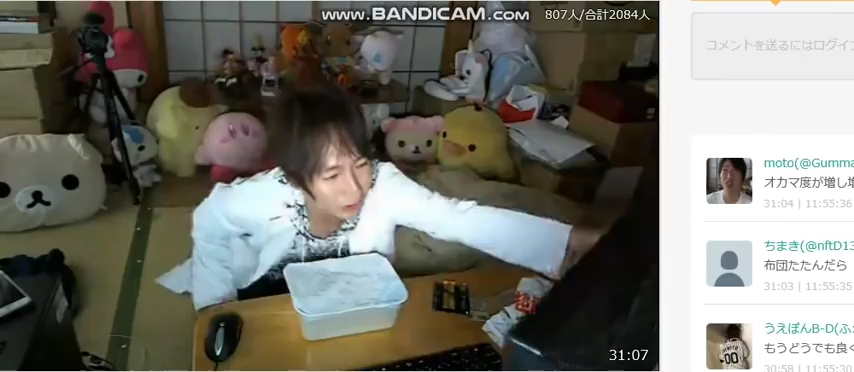 www.BANDICAM.com
807人/合計2084人
31:07
コメントを送るにはログイン
moto(@Gumma
オカマ度が増し増
31:04 | 11:55:36
ちまき(@nftD13
布団たたんだら
31:03 | 11:55:35
うえぽんB-D(ふ
もうどうでも良く
30:58 | 11:55:30